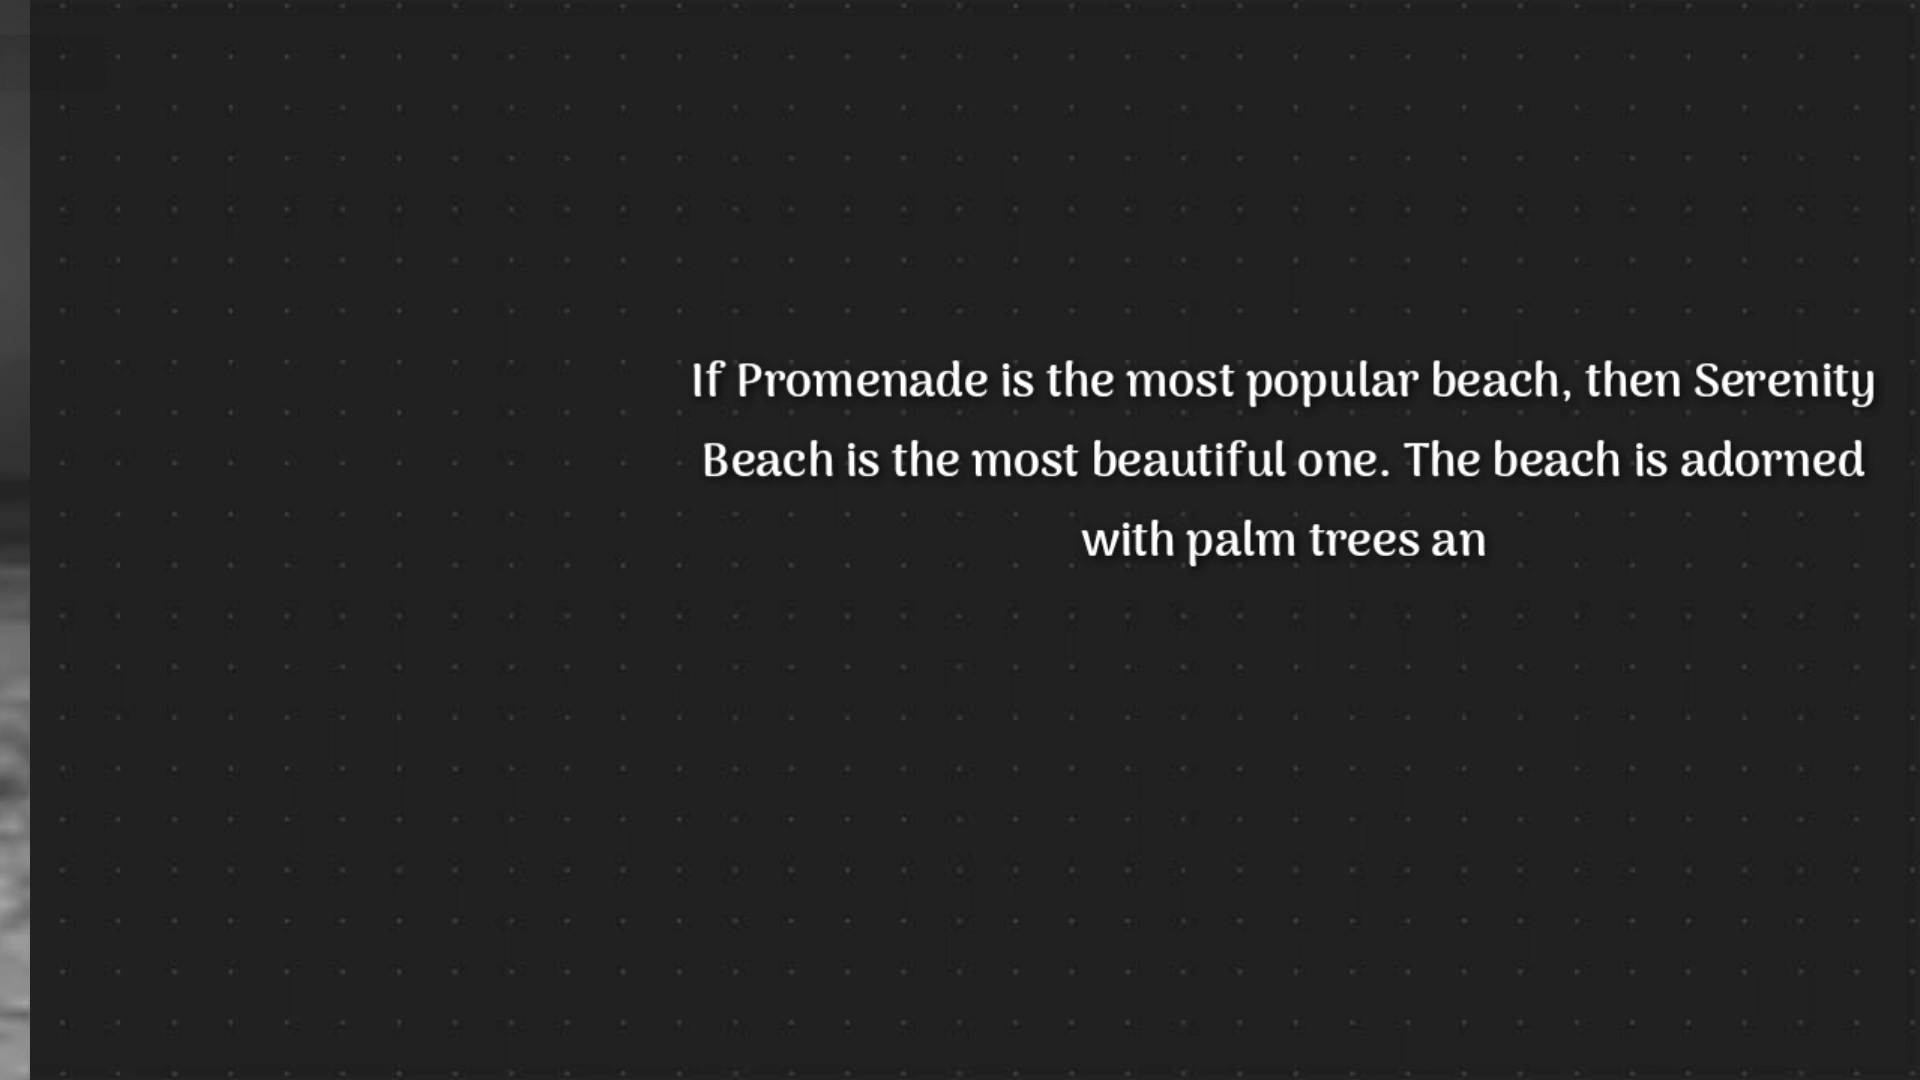 If Promenade is the most popular beach, then Serenity
Beach is the most beautiful one. The beach is adorned
with palm trees an